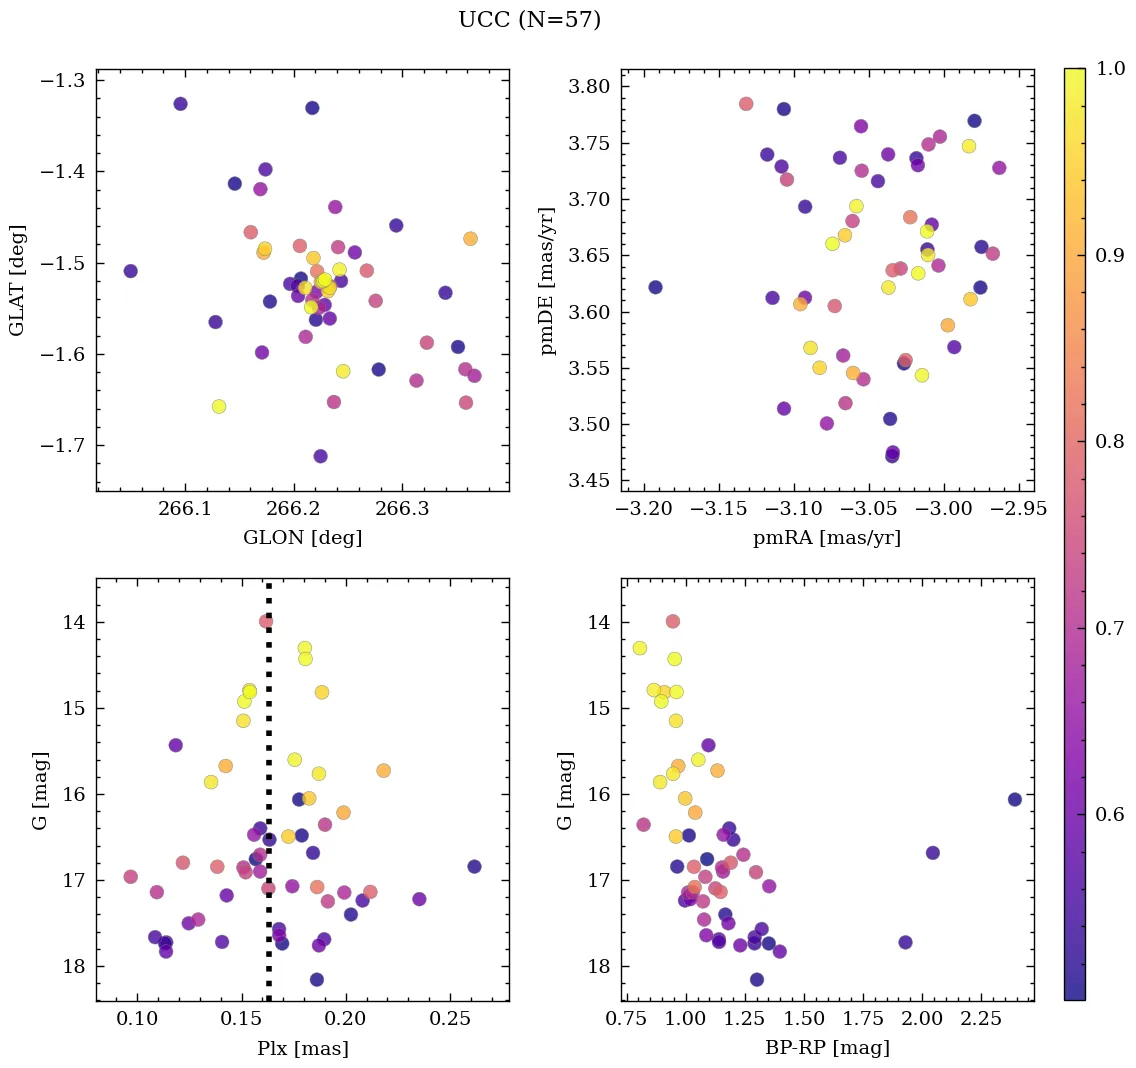 UCC (N=57)
−1.3
−1.4
−1.5
−1.6
−1.7
GLAT [deg]
266.1 266.2 266.3
GLON [deg]
3.80
3.75
3.70
3.65
3.60
3.55
3.50
3.45
pmDE [mas/yr]
−3.20 −3.15 −3.10 −3.05 −3.00 −2.95
pmRA [mas/yr]
14
15
16
17
18
G [mag]
0.10 0.15 0.20 0.25
Plx [mas]
14
15
16
17
18
G [mag]
0.75 1.00 1.25 1.50 1.75 2.00 2.25
BP-RP [mag]
1.0
0.9
0.8
0.7
0.6